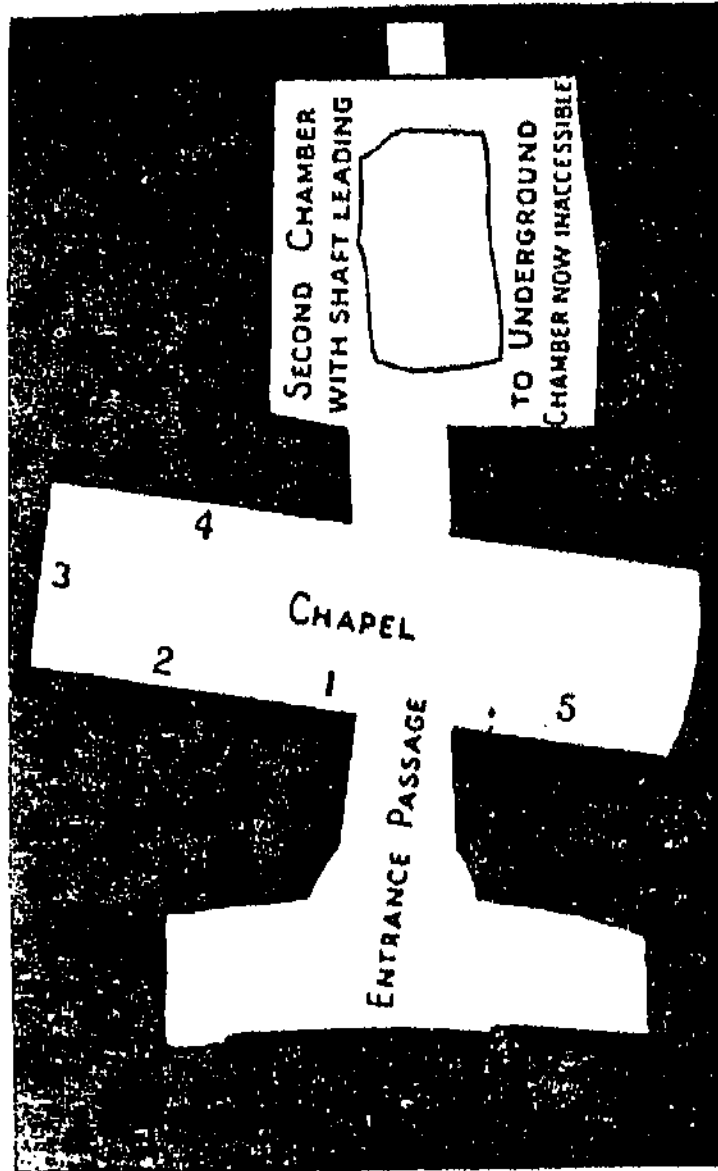 SECOND CHAMBER
WITH SHAFT LEADING
TO UNDERGROUND
CHAMBER NOW INACCESSIBLE
4
3
CHAPEL
2
1
5
ENTRANCE PASSAGE